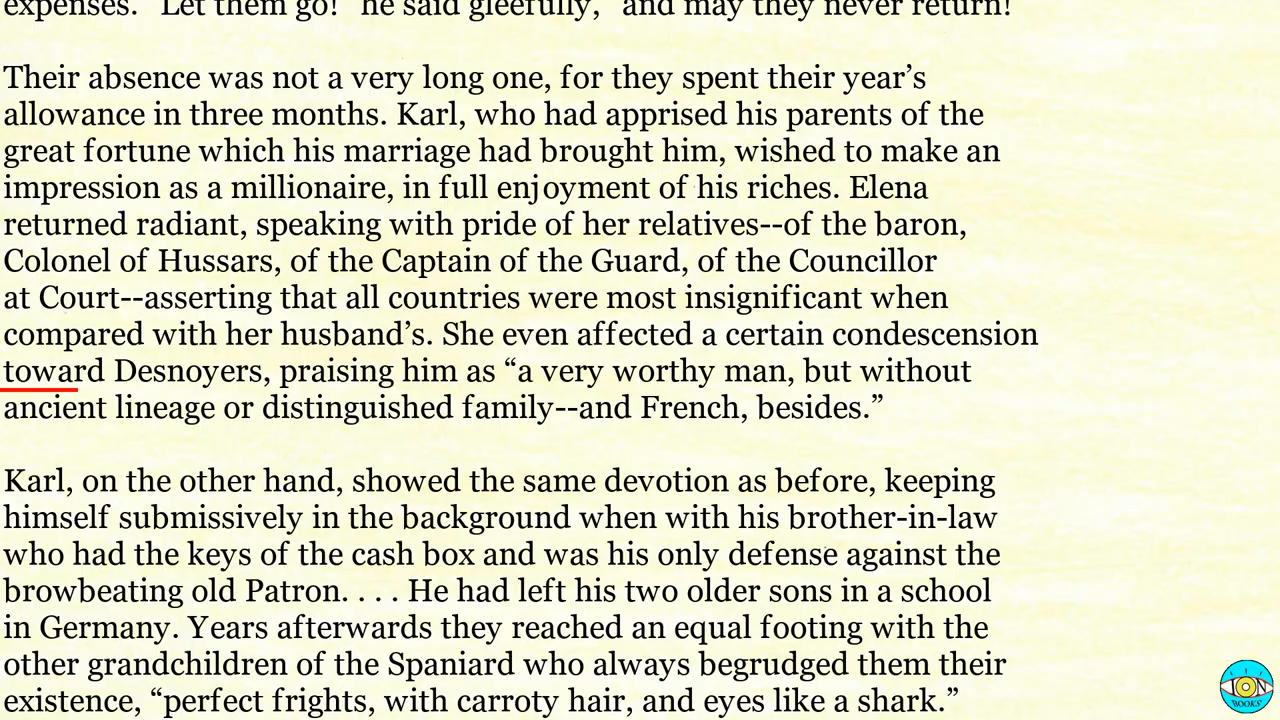 expenses. "Let them go!" he said gleefully, "and may they never return!"
Their absence was not a very long one, for they spent their year’s
allowance in three months. Karl, who had apprised his parents of the
great fortune which his marriage had brought him, wished to make an
impression as a millionaire, in full enjoyment of his riches. Elena
returned radiant, speaking with pride of her relatives--of the baron,
Colonel of Hussars, of the Captain of the Guard, of the Councillor
at Court--asserting that all countries were most insignificant when
compared with her husband’s. She even affected a certain condescension
toward Desnoyers, praising him as “a very worthy man, but without
ancient lineage or distinguished family--and French, besides.”
Karl, on the other hand, showed the same devotion as before, keeping
himself submissively in the background when with his brother-in-law
who had the keys of the cash box and was his only defense against the
browbeating old Patron. . . . He had left his two older sons in a school
in Germany. Years afterwards they reached an equal footing with the
other grandchildren of the Spaniard who always begrudged them their
existence, “perfect frights, with carroty hair, and eyes like a shark.”
ION
BOOKS